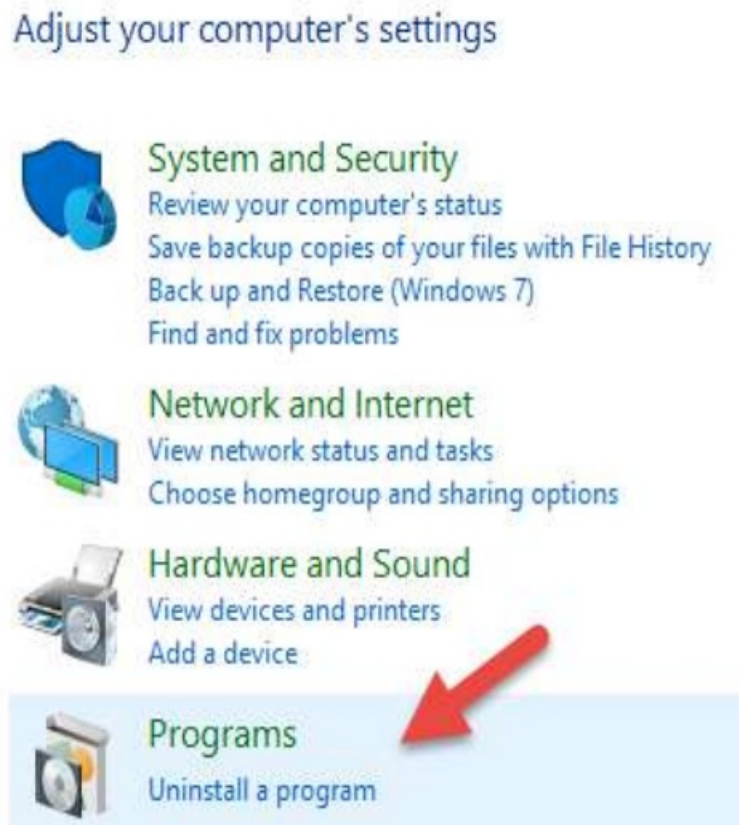 Adjust your computer's settings
System and Security
Review your computer's status
Save backup copies of your files with File History
Back up and Restore (Windows 7)
Find and fix problems
Network and Internet
View network status and tasks
Choose homegroup and sharing options
Hardware and Sound
View devices and printers
Add a device
Programs
Uninstall a program